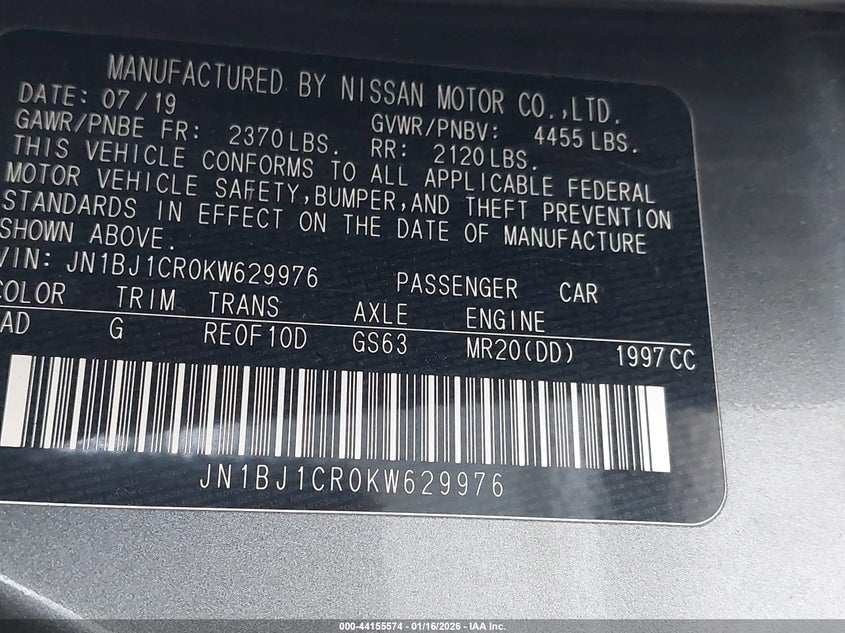 MANUFACTURED BY NISSAN MOTOR CO.,LTD.
DATE: 07/19
GAWR/PNBE FR: 2370LBS. GVWR/PNBV: 4455LBS.
RR: 2120LBS.
THIS VEHICLE CONFORMS TO ALL APPLICABLE FEDERAL
MOTOR VEHICLE SAFETY,BUMPER,AND THEFT PREVENTION
STANDARDS IN EFFECT ON THE DATE OF MANUFACTURE
SHOWN ABOVE.
VIN: JN1BJ1CR0KW629976 PASSENGER CAR
COLOR TRIM TRANS AXLE ENGINE
AD G RE0F10D GS63 MR20(DD) 1997CC
JN1BJ1CR0KW629976
000-44155574 - 01/16/2026 - IAA Inc.